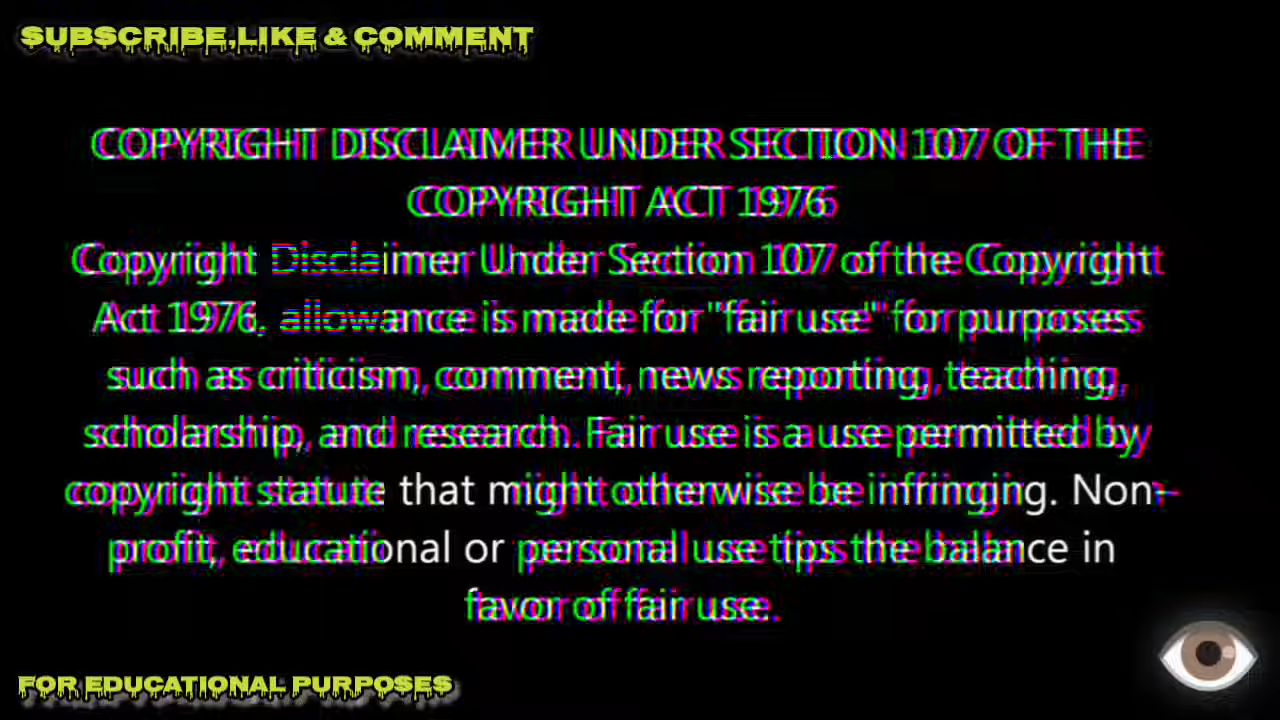 SUBSCRIBE,LIKE & COMMENT
COPYRIGHT DISCLAIMER UNDER SECTION 107 OF THE
COPYRIGHT ACT 1976
Copyright Disclaimer Under Section 107 of the Copyright
Act 1976, allowance is made for "fair use" for purposes
such as criticism, comment, news reporting, teaching,
scholarship, and research. Fair use is a use permitted by
copyright statute that might otherwise be infringing. Non-
profit, educational or personal use tips the balance in
favor of fair use.
FOR EDUCATIONAL PURPOSES